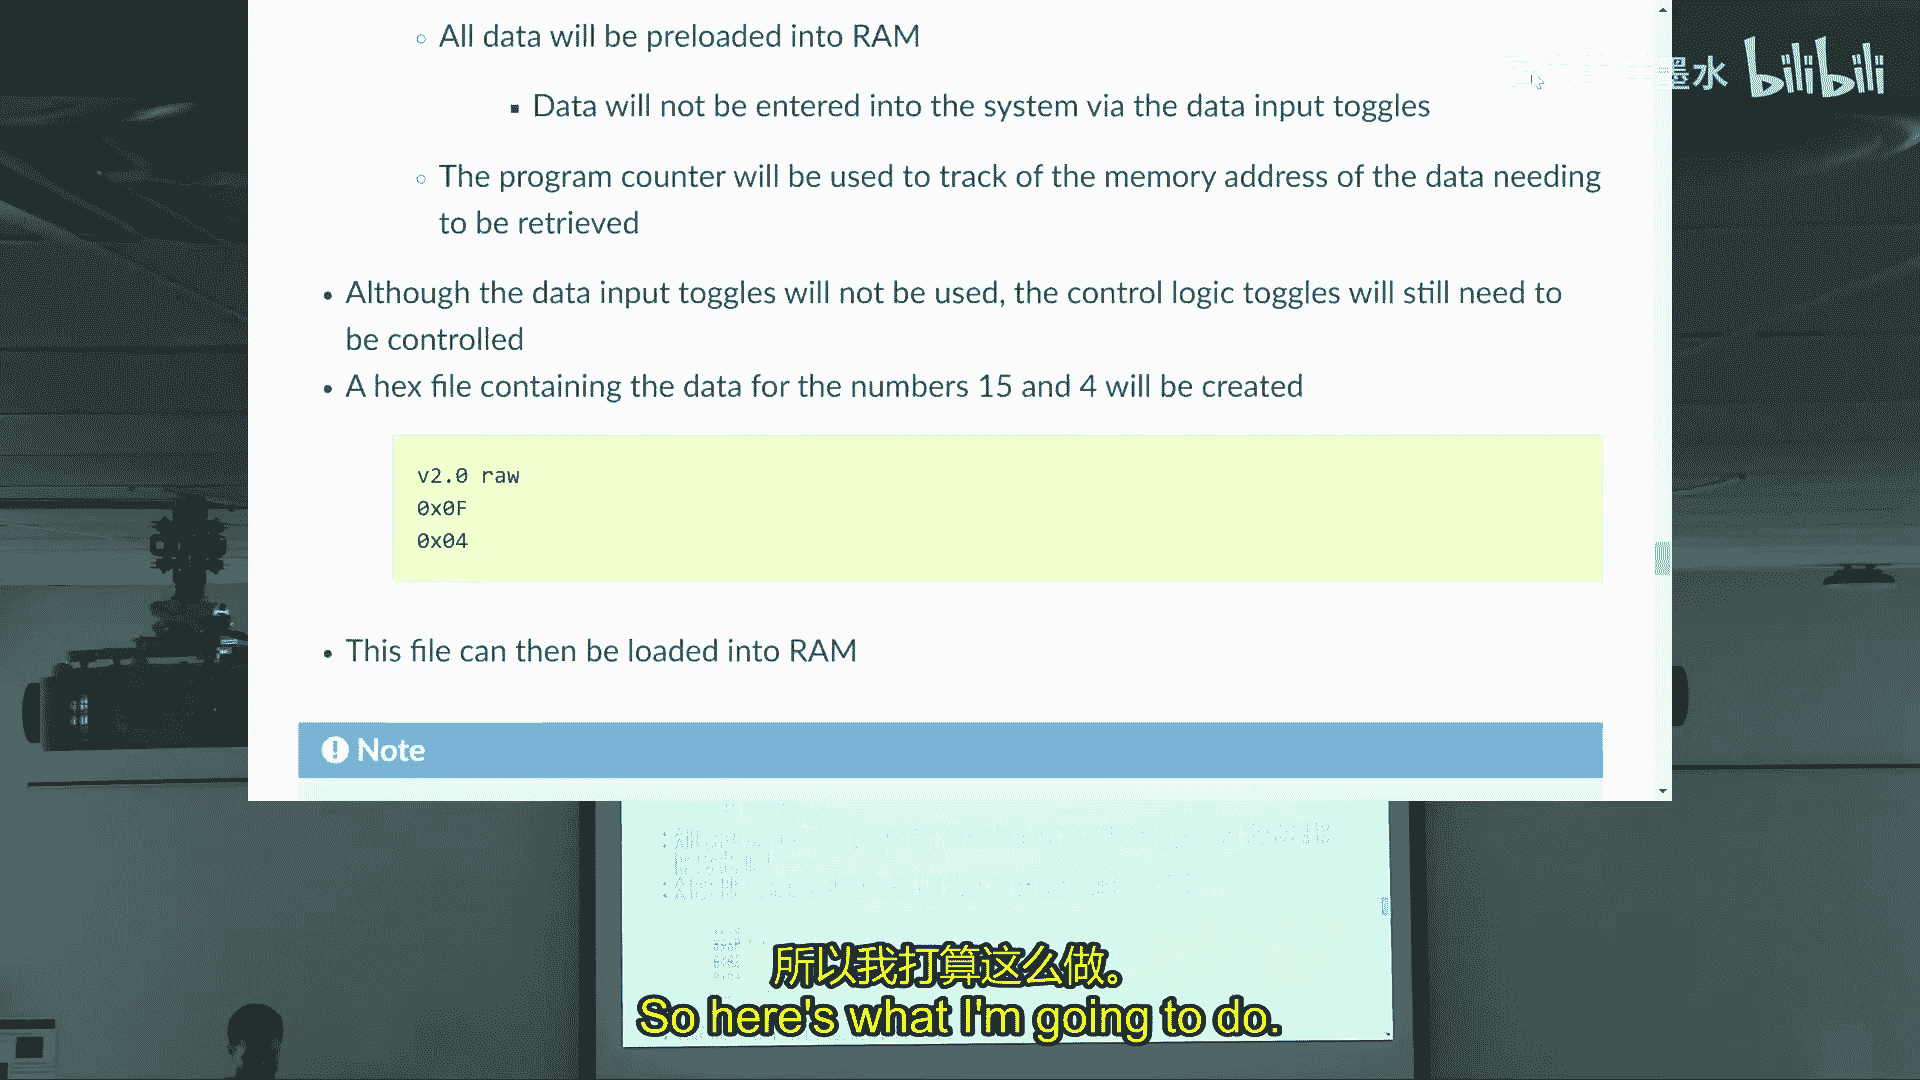 All data will be preloaded into RAM
Data will not be entered into the system via the data input toggles
The program counter will be used to track of the memory address of the data needing
to be retrieved
Although the data input toggles will not be used, the control logic toggles will still need to
be controlled
A hex file containing the data for the numbers 15 and 4 will be created
v2.0 raw
0x0F
0x04
This file can then be loaded into RAM
Note
墨水 bilibili
所以我打算这么做。
So here's what I'm going to do.